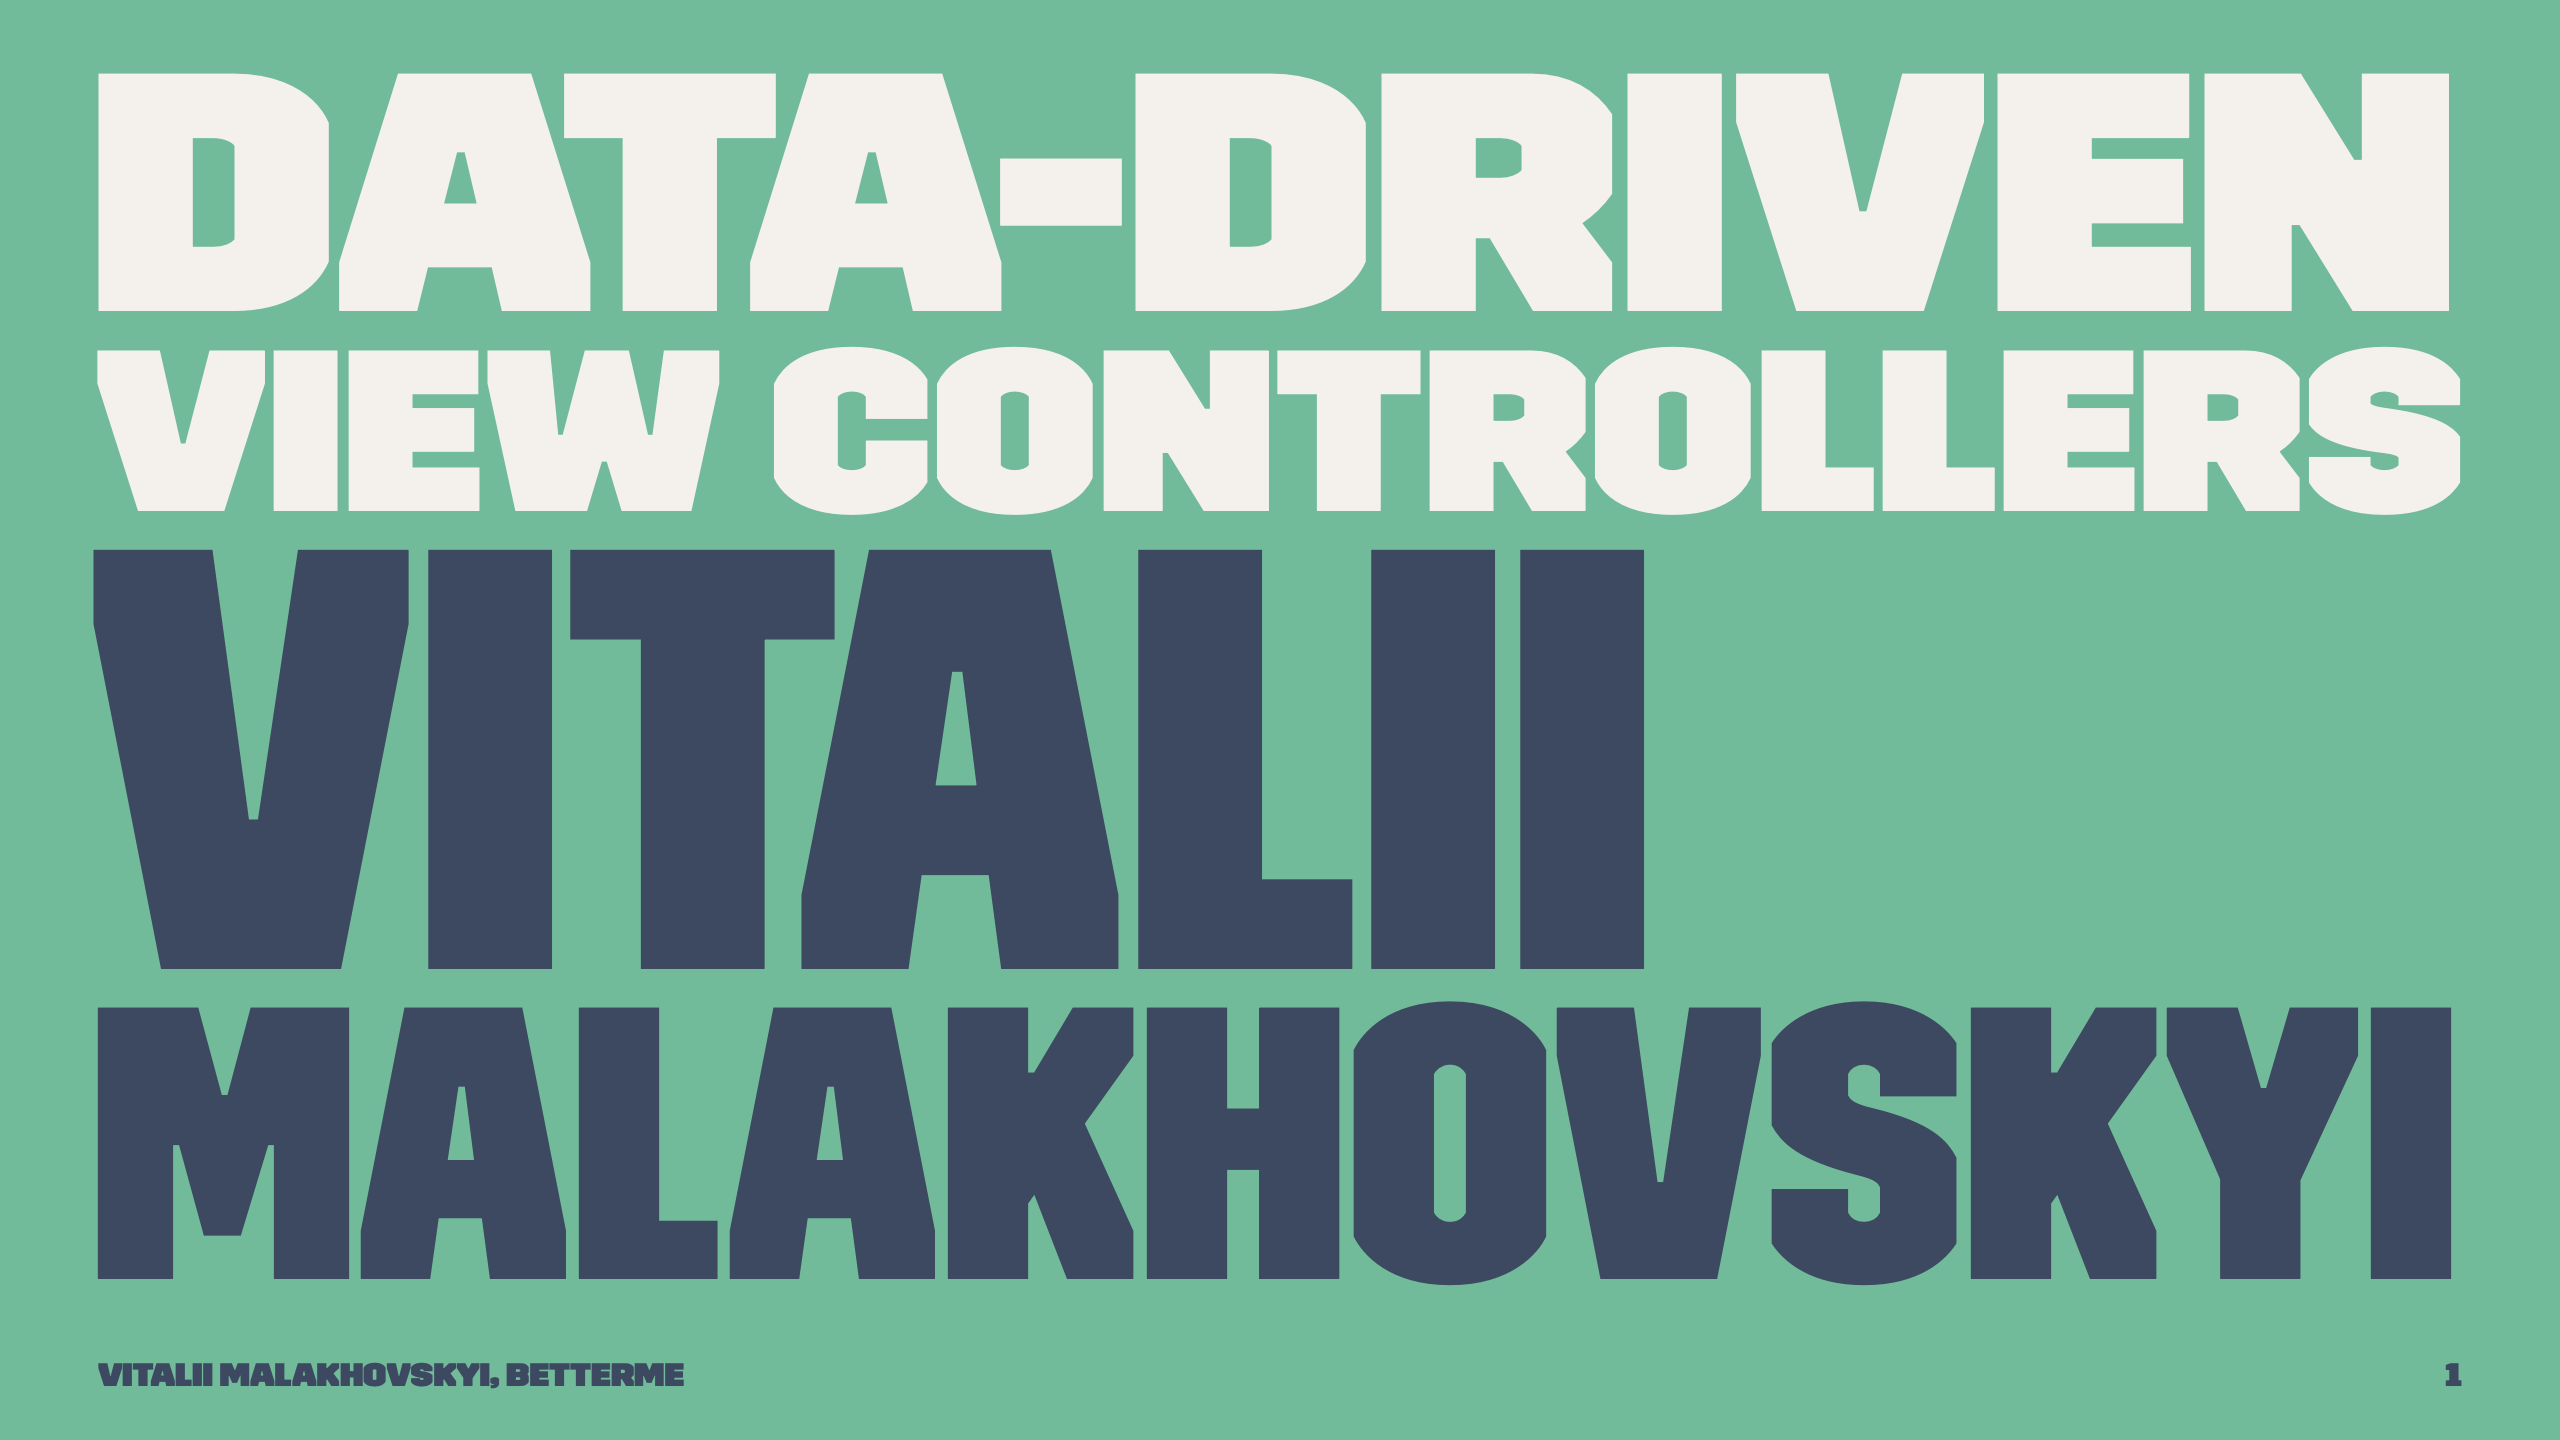 DATA-DRIVEN
VIEW CONTROLLERS
VITALII
MALAKHOVSKYI
VITALII MALAKHOVSKYI, BETTERME
1